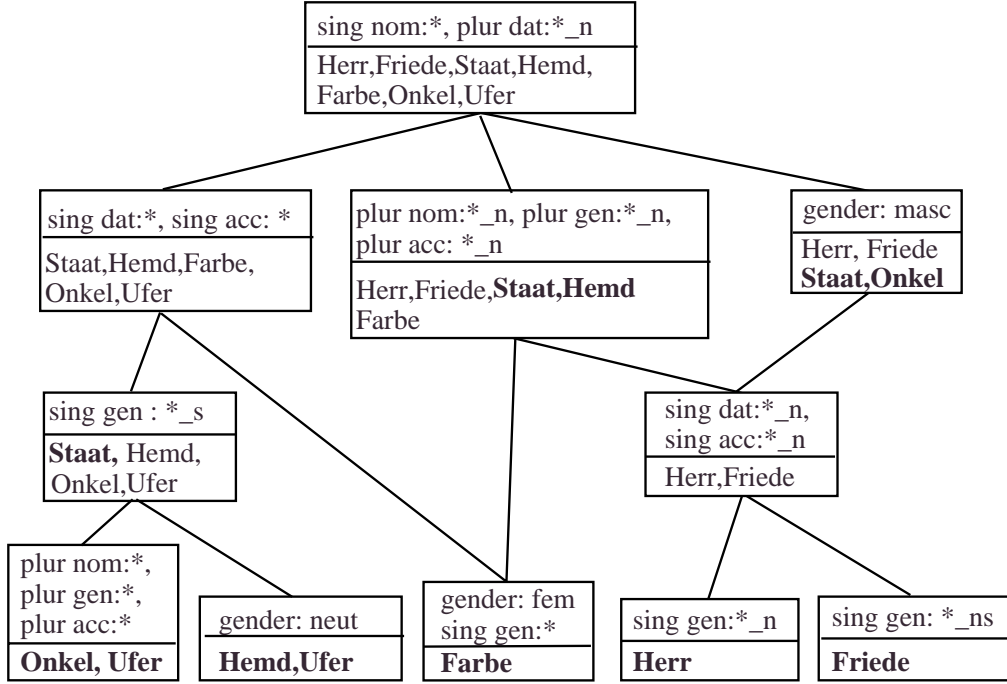 sing nom:*, plur dat:*_n
Herr,Friede,Staat,Hemd,
Farbe,Onkel,Ufer
sing dat:*, sing acc: *
Staat,Hemd,Farbe,
Onkel,Ufer
plur nom:*_n, plur gen:*_n,
plur acc: *_n
Herr,Friede,Staat,Hemd
Farbe
gender: masc
Herr, Friede
Staat,Onkel
sing gen : *_s
Staat, Hemd,
Onkel,Ufer
sing dat:*_n,
sing acc:*_n
Herr,Friede
plur nom:*,
plur gen:*,
plur acc:*
Onkel, Ufer
gender: neut
Hemd,Ufer
gender: fem
sing gen:*
Farbe
sing gen:*_n
Herr
sing gen: *_ns
Friede